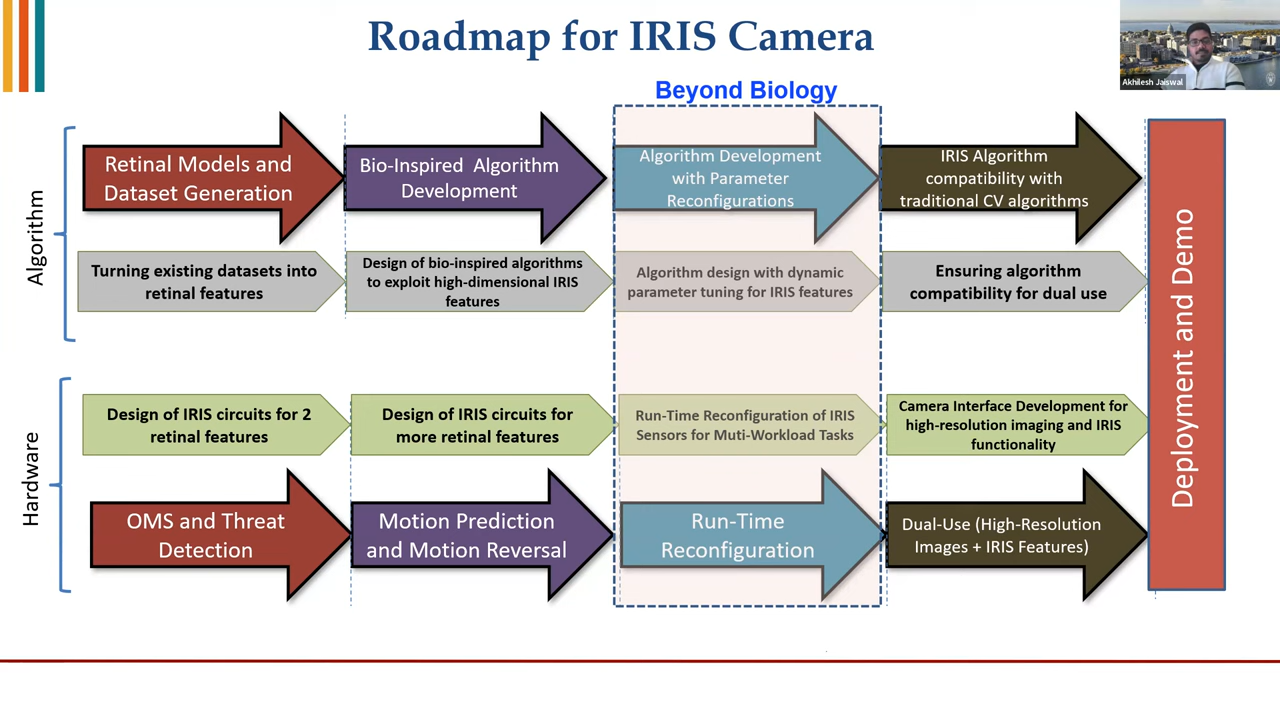 Roadmap for IRIS Camera
Akhilesh Jaiswal
Beyond Biology
Algorithm
Retinal Models and
Dataset Generation
Bio-Inspired Algorithm
Development
Algorithm Development
with Parameter
Reconfigurations
IRIS Algorithm
compatibility with
traditional CV algorithms
Turning existing datasets into
retinal features
Design of bio-inspired algorithms
to exploit high-dimensional IRIS
features
Algorithm design with dynamic
parameter tuning for IRIS features
Ensuring algorithm
compatibility for dual use
Deployment and Demo
Hardware
Design of IRIS circuits for 2
retinal features
Design of IRIS circuits for
more retinal features
Run-Time Reconfiguration of IRIS
Sensors for Muti-Workload Tasks
Camera Interface Development for
high-resolution imaging and IRIS
functionality
OMS and Threat
Detection
Motion Prediction
and Motion Reversal
Run-Time
Reconfiguration
Dual-Use (High-Resolution
Images + IRIS Features)